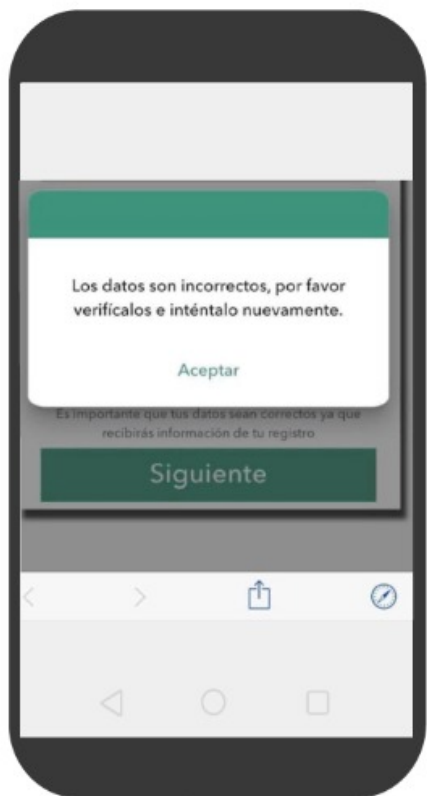 Los datos son incorrectos, por favor
verifícalos e inténtalo nuevamente.
Aceptar
Es importante que tus datos sean correctos ya que
recibirás información de tu registro
Siguiente